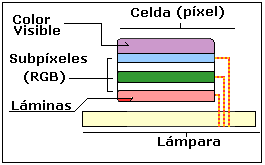 Celda (píxel)
Color
Visible
Subpíxeles
(RGB)
Láminas
Lámpara